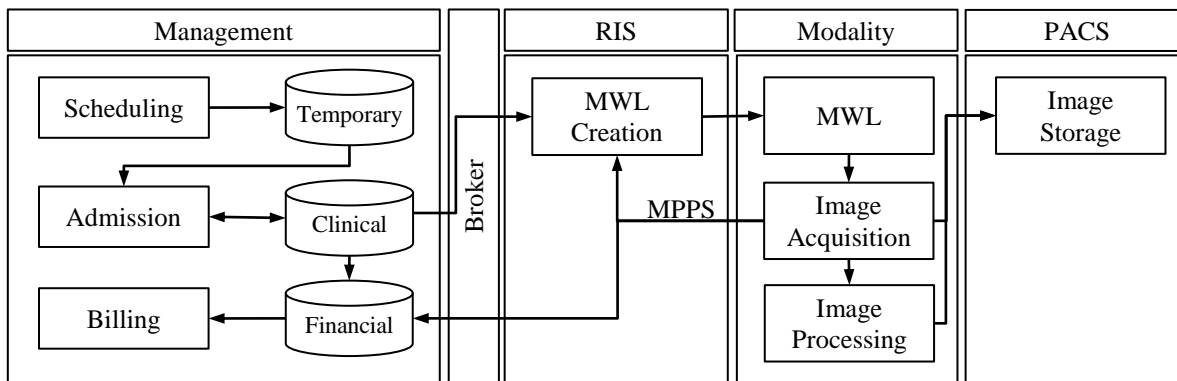 Management
RIS
Modality
PACS
Broker
Scheduling
Temporary
Admission
Clinical
Billing
Financial
MWL
Creation
MPPS
MWL
Image
Acquisition
Image
Processing
Image
Storage